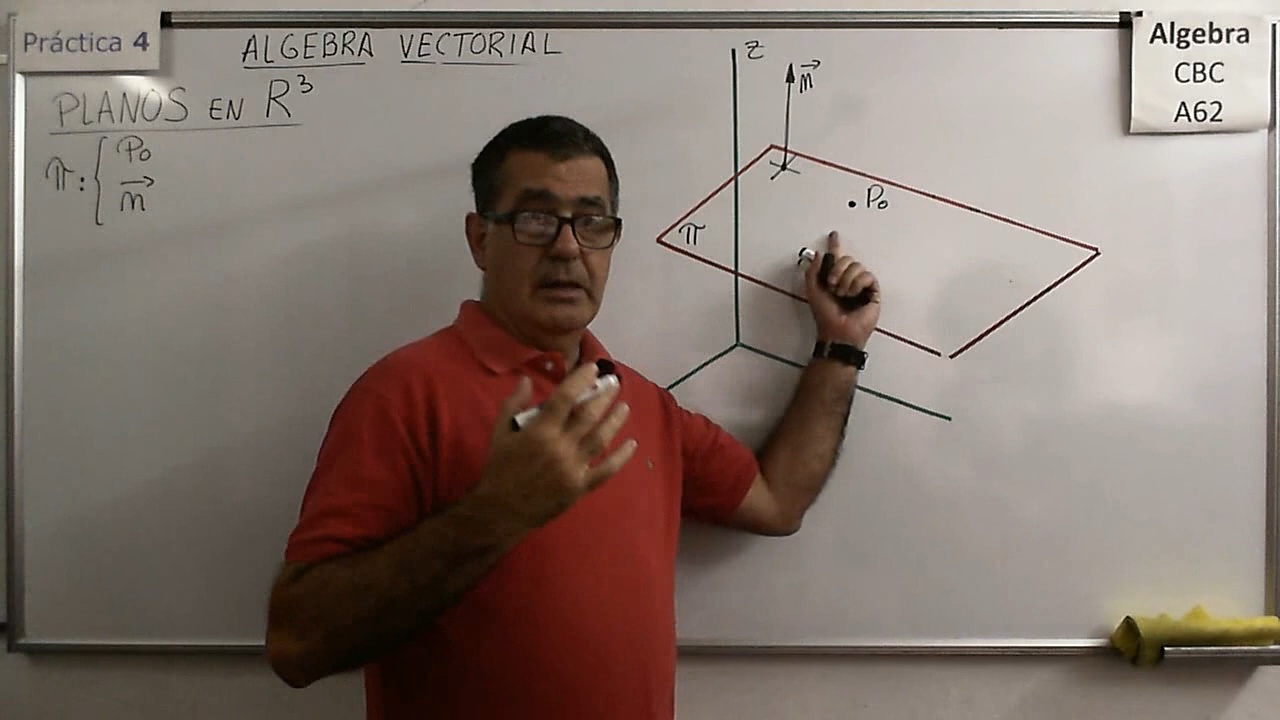 Práctica 4
ALGEBRA VECTORIAL
Algebra
CBC
A62
PLANOS EN R³
π: { P₀
n⃗
z
n⃗
P₀
π